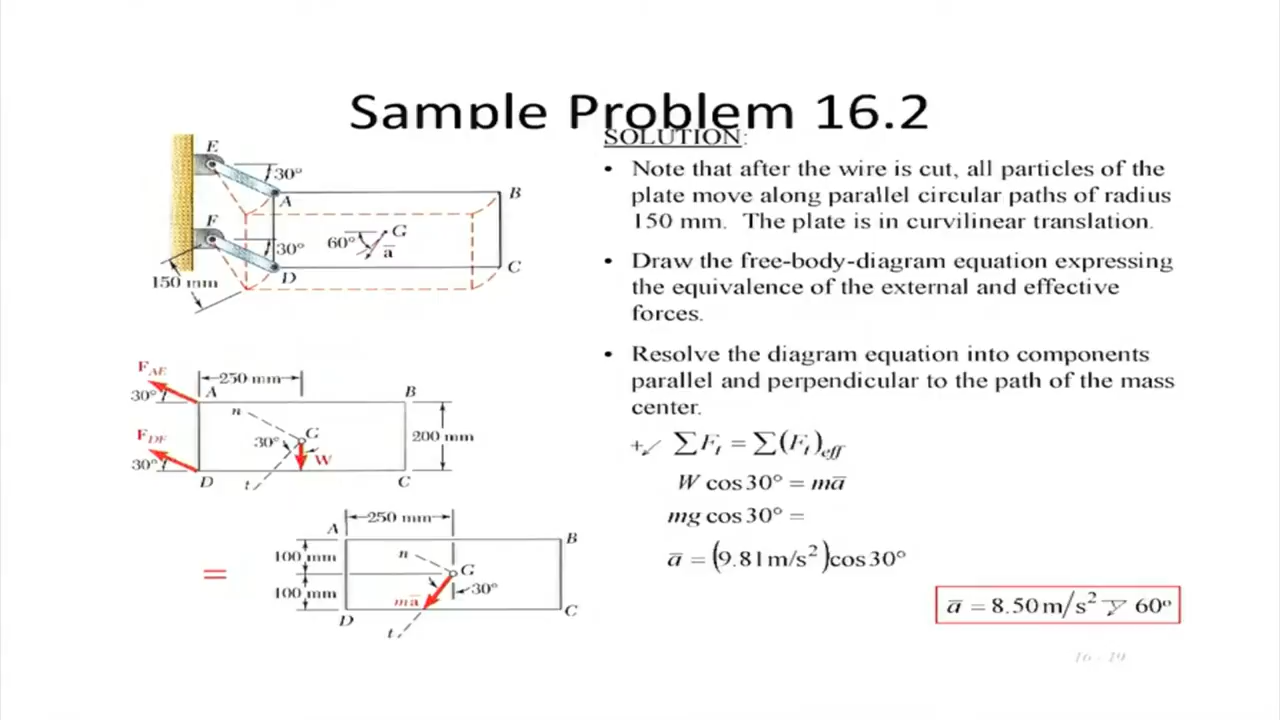 Sample Problem 16.2
SOLUTION:
• Note that after the wire is cut, all particles of the
plate move along parallel circular paths of radius
150 mm. The plate is in curvilinear translation.
• Draw the free-body-diagram equation expressing
the equivalence of the external and effective
forces.
• Resolve the diagram equation into components
parallel and perpendicular to the path of the mass
center.
+↙ ∑F_t = ∑(F_t)_eff
W cos 30° = ma̅
mg cos 30° =
a̅ = (9.81 m/s²) cos 30°
a̅ = 8.50 m/s² 60°
E
30°
A
B
F
60°
G
a̅
30°
D
C
150 mm
F_AE
250 mm
30°
A
B
n
G
F_DF
30°
200 mm
30°
W
D
t
C
250 mm
A
B
100 mm
n
G
=
100 mm
ma̅
30°
D
C
t
16 - 19